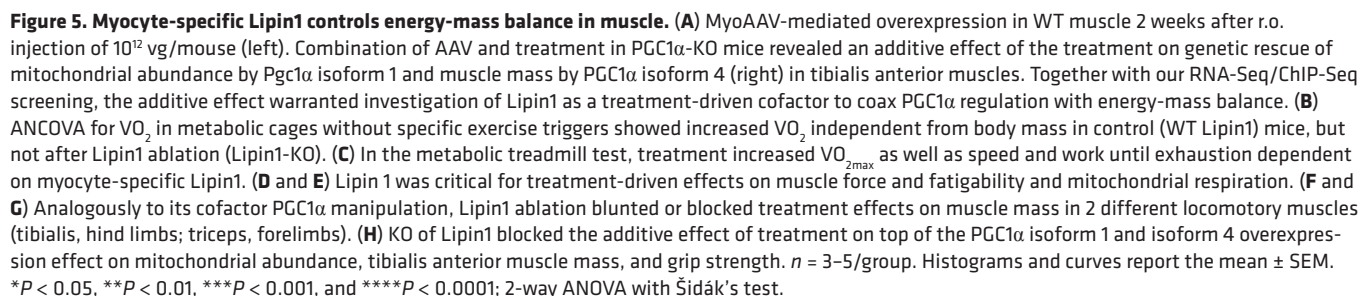 Figure 5. Myocyte-specific Lipin1 controls energy-mass balance in muscle. (A) MyoAAV-mediated overexpression in WT muscle 2 weeks after r.o.
injection of 10¹² vg/mouse (left). Combination of AAV and treatment in PGC1α-KO mice revealed an additive effect of the treatment on genetic rescue of
mitochondrial abundance by Pgc1α isoform 1 and muscle mass by PGC1α isoform 4 (right) in tibialis anterior muscles. Together with our RNA-Seq/ChIP-Seq
screening, the additive effect warranted investigation of Lipin1 as a treatment-driven cofactor to coax PGC1α regulation with energy-mass balance. (B)
ANCOVA for VO₂ in metabolic cages without specific exercise triggers showed increased VO₂ independent from body mass in control (WT Lipin1) mice, but
not after Lipin1 ablation (Lipin1-KO). (C) In the metabolic treadmill test, treatment increased VO₂max as well as speed and work until exhaustion dependent
on myocyte-specific Lipin1. (D and E) Lipin 1 was critical for treatment-driven effects on muscle force and fatigability and mitochondrial respiration. (F and
G) Analogously to its cofactor PGC1α manipulation, Lipin1 ablation blunted or blocked treatment effects on muscle mass in 2 different locomotory muscles
(tibialis, hind limbs; triceps, forelimbs). (H) KO of Lipin1 blocked the additive effect of treatment on top of the PGC1α isoform 1 and isoform 4 overexpres-
sion effect on mitochondrial abundance, tibialis anterior muscle mass, and grip strength. n = 3–5/group. Histograms and curves report the mean ± SEM.
*P < 0.05, **P < 0.01, ***P < 0.001, and ****P < 0.0001; 2-way ANOVA with Šidák's test.